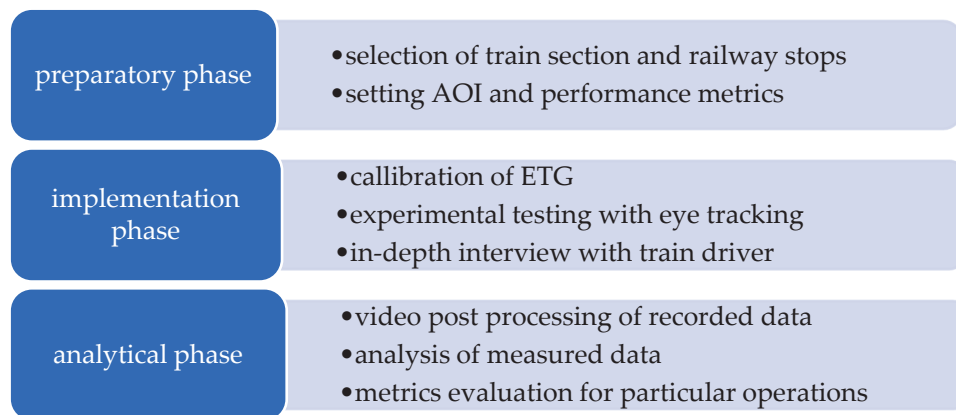 preparatory phase
•selection of train section and railway stops
•setting AOI and performance metrics
implementation
phase
•callibration of ETG
•experimental testing with eye tracking
•in-depth interview with train driver
analytical phase
•video post processing of recorded data
•analysis of measured data
•metrics evaluation for particular operations